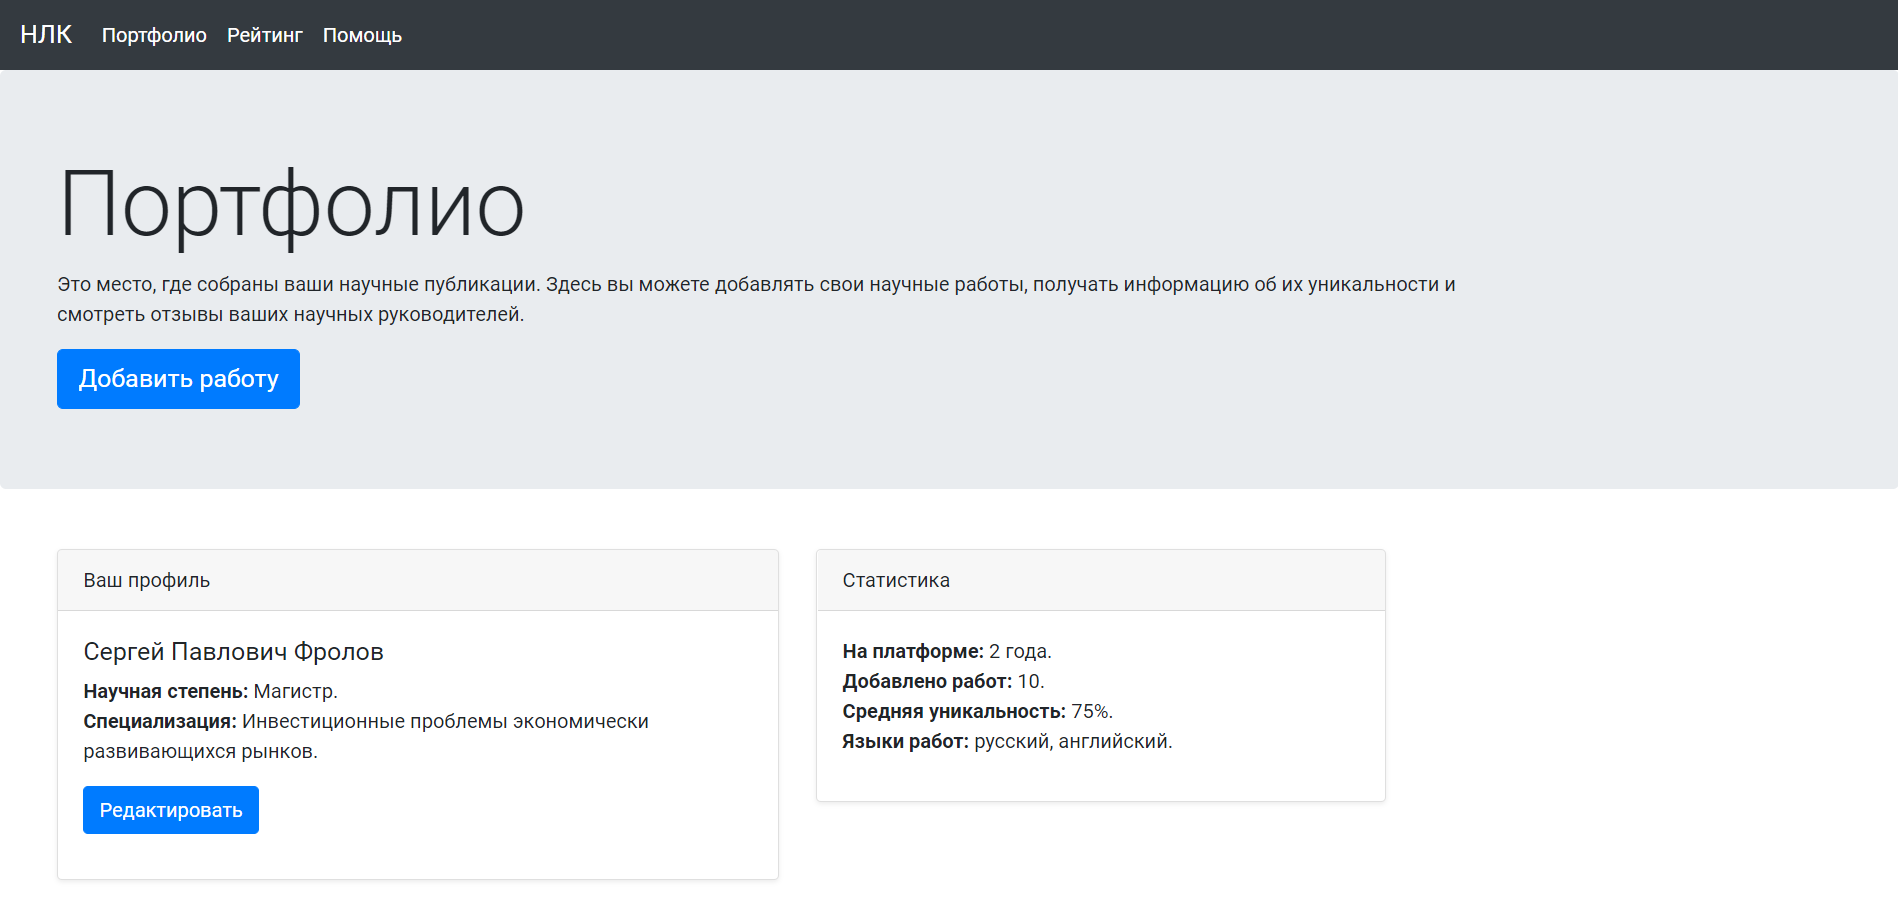 НЛК Портфолио Рейтинг Помощь
Портфолио
Это место, где собраны ваши научные публикации. Здесь вы можете добавлять свои научные работы, получать информацию об их уникальности и
смотреть отзывы ваших научных руководителей.
Добавить работу
Ваш профиль
Сергей Павлович Фролов
Научная степень: Магистр.
Специализация: Инвестиционные проблемы экономически
развивающихся рынков.
Редактировать
Статистика
На платформе: 2 года.
Добавлено работ: 10.
Средняя уникальность: 75%.
Языки работ: русский, английский.